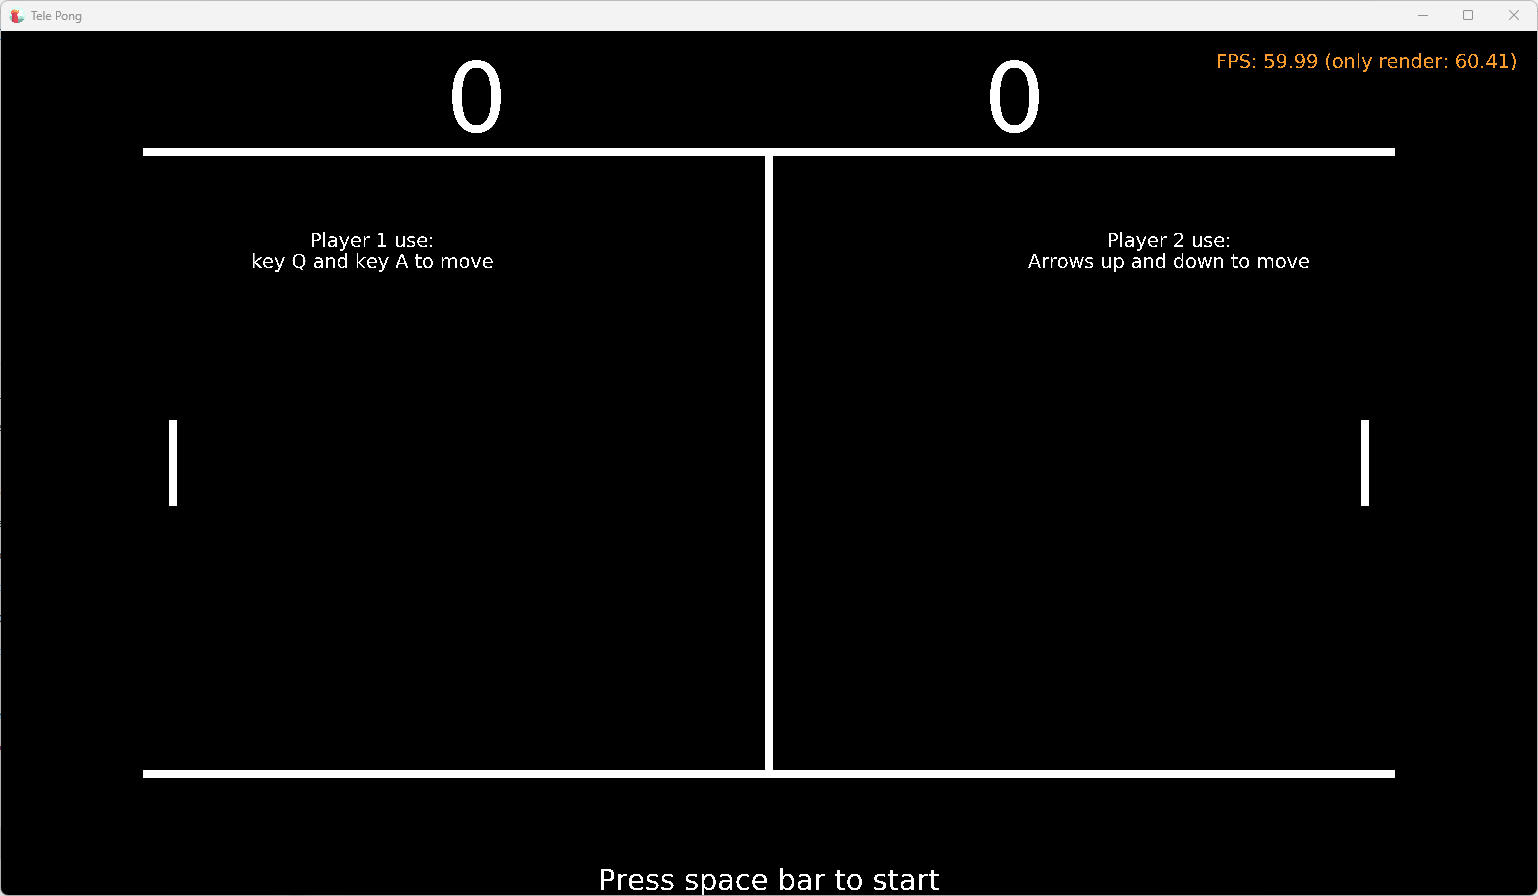 Tele Pong
0 0
FPS: 59.99 (only render: 60.41)
Player 1 use:
key Q and key A to move
Player 2 use:
Arrows up and down to move
Press space bar to start